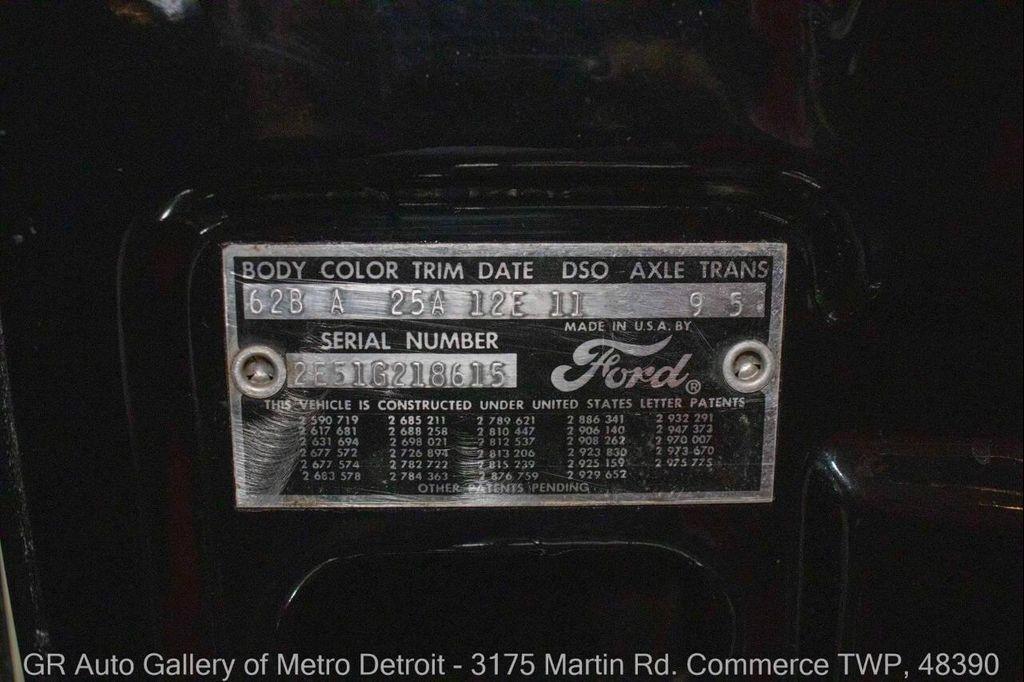 BODY COLOR TRIM DATE DSO AXLE TRANS
62B A 25A 12E 11 9 5
MADE IN U.S.A. BY
SERIAL NUMBER
Ford ®
2E51G218615
THIS VEHICLE IS CONSTRUCTED UNDER UNITED STATES LETTER PATENTS
2 590 719 2 685 211 2 789 621 2 886 341 2 932 291
2 617 681 2 688 258 2 810 447 2 906 140 2 947 373
2 631 694 2 698 021 2 812 537 2 908 262 2 970 007
2 677 572 2 726 894 2 813 206 2 923 830 2 973 670
2 677 574 2 782 722 2 815 239 2 925 159 2 975 775
2 683 578 2 784 363 2 876 759 2 929 652
OTHER PATENTS PENDING
GR Auto Gallery of Metro Detroit - 3175 Martin Rd. Commerce TWP, 48390